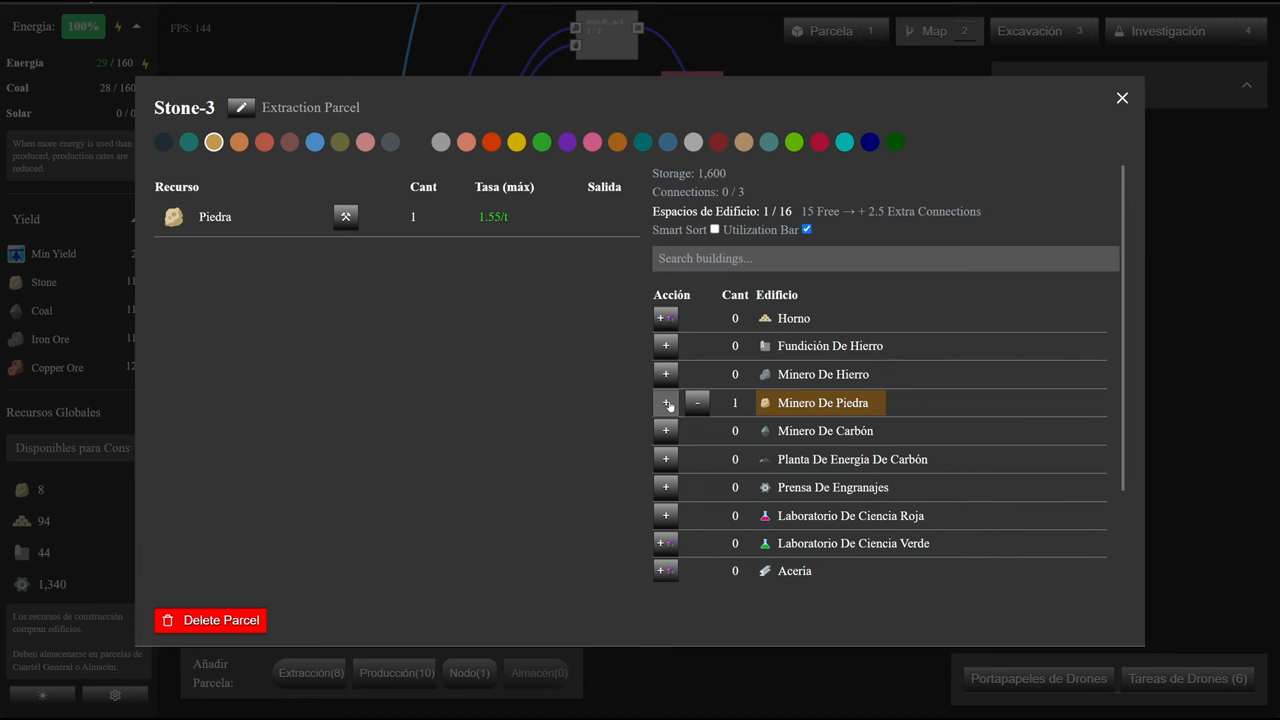 Energia: 100%
FPS: 144
Parcela 1
Map 2
Excavación 3
Investigación 4
Energía 29 / 160
Coal 28 / 160
Solar 0 / 0
When more energy is used than
produced, production rates are
reduced.
Yield
Min Yield 2
Stone 11
Coal 11
Iron Ore 11
Copper Ore 12
Recursos Globales
Disponibles para Cons
8
94
44
1,340
Los recursos de construcción
compran edificios.
Deben almacenarse en parcelas de
Cuartel General o Almacén.
Stone-3 Extraction Parcel
Recurso Cant Tasa (máx) Salida
Piedra 1 1.55/t
Delete Parcel
Storage: 1,600
Connections: 0 / 3
Espacios de Edificio: 1 / 16 15 Free → + 2.5 Extra Connections
Smart Sort Utilization Bar
Search buildings...
Acción Cant Edificio
+ 0 Horno
+ 0 Fundición De Hierro
+ 0 Minero De Hierro
+ - 1 Minero De Piedra
+ 0 Minero De Carbón
+ 0 Planta De Energía De Carbón
+ 0 Prensa De Engranajes
+ 0 Laboratorio De Ciencia Roja
+ 0 Laboratorio De Ciencia Verde
+ 0 Acería
Añadir
Parcela:
Extracción(8)
Producción(10)
Nodo(1)
Almacén(0)
Portapapeles de Drones
Tareas de Drones (6)